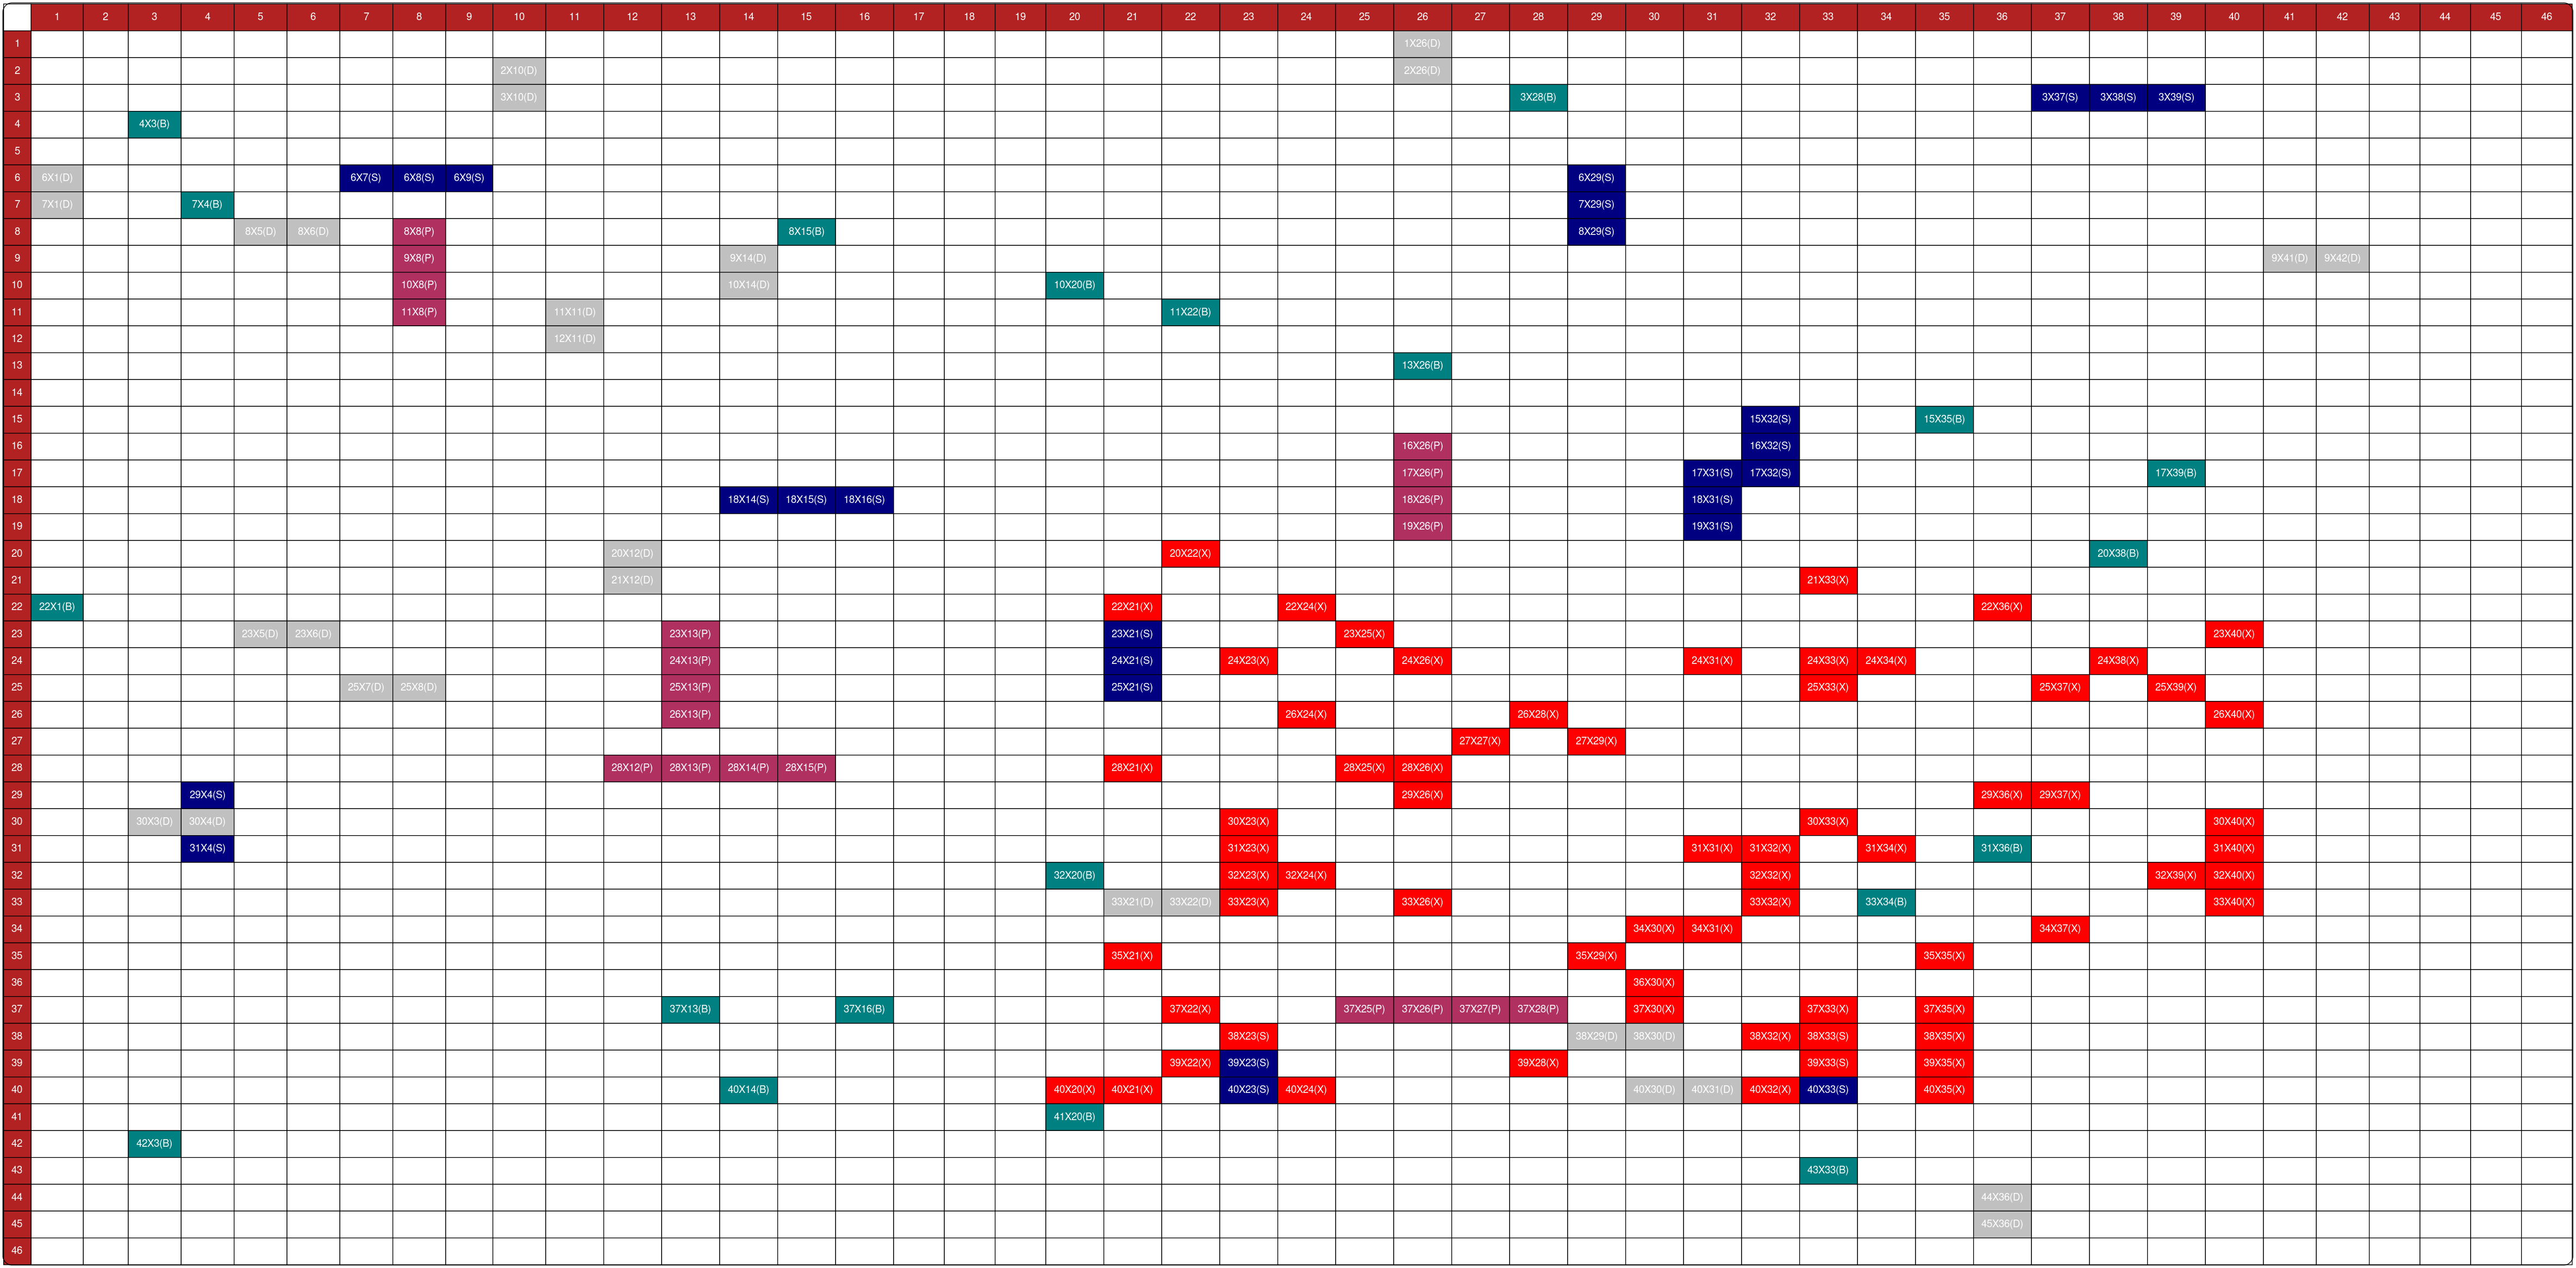 1 2 3 4 5 6 7 8 9 10 11 12 13 14 15 16 17 18 19 20 21 22 23 24 25 26 27 28 29 30 31 32 33 34 35 36 37 38 39 40 41 42 43 44 45 46
1 1X26(D)
2 2X10(D) 2X26(D)
3 3X10(D) 3X28(B) 3X37(S) 3X38(S) 3X39(S)
4 4X3(B)
5
6 6X1(D) 6X7(S) 6X8(S) 6X9(S) 6X29(S)
7 7X1(D) 7X4(B) 7X29(S)
8 8X5(D) 8X6(D) 8X8(P) 8X15(B) 8X29(S)
9 9X8(P) 9X14(D) 9X41(D) 9X42(D)
10 10X8(P) 10X14(D) 10X20(B)
11 11X8(P) 11X11(D) 11X22(B)
12 12X11(D)
13 13X26(B)
14
15 15X32(S) 15X35(B)
16 16X26(P) 16X32(S)
17 17X26(P) 17X31(S) 17X32(S) 17X39(B)
18 18X14(S) 18X15(S) 18X16(S) 18X26(P) 18X31(S)
19 19X26(P) 19X31(S)
20 20X12(D) 20X22(X) 20X38(B)
21 21X12(D) 21X33(X)
22 22X1(B) 22X21(X) 22X24(X) 22X36(X)
23 23X5(D) 23X6(D) 23X13(P) 23X21(S) 23X25(X) 23X40(X)
24 24X13(P) 24X21(S) 24X23(X) 24X26(X) 24X31(X) 24X33(X) 24X34(X) 24X38(X)
25 25X7(D) 25X8(D) 25X13(P) 25X21(S) 25X33(X) 25X37(X) 25X39(X)
26 26X13(P) 26X24(X) 26X28(X) 26X40(X)
27 27X27(X) 27X29(X)
28 28X12(P) 28X13(P) 28X14(P) 28X15(P) 28X21(X) 28X25(X) 28X26(X)
29 29X4(S) 29X26(X) 29X36(X) 29X37(X)
30 30X3(D) 30X4(D) 30X23(X) 30X33(X) 30X40(X)
31 31X4(S) 31X23(X) 31X31(X) 31X32(X) 31X34(X) 31X36(B) 31X40(X)
32 32X20(B) 32X23(X) 32X24(X) 32X32(X) 32X39(X) 32X40(X)
33 33X21(D) 33X22(D) 33X23(X) 33X26(X) 33X32(X) 33X34(B) 33X40(X)
34 34X30(X) 34X31(X) 34X37(X)
35 35X21(X) 35X29(X) 35X35(X)
36 36X30(X)
37 37X13(B) 37X16(B) 37X22(X) 37X25(P) 37X26(P) 37X27(P) 37X28(P) 37X30(X) 37X33(X) 37X35(X)
38 38X23(S) 38X29(D) 38X30(D) 38X32(X) 38X33(S) 38X35(X)
39 39X22(X) 39X23(S) 39X28(X) 39X33(S) 39X35(X)
40 40X14(B) 40X20(X) 40X21(X) 40X23(S) 40X24(X) 40X30(D) 40X31(D) 40X32(X) 40X33(S) 40X35(X)
41 41X20(B)
42 42X3(B)
43 43X33(B)
44 44X36(D)
45 45X36(D)
46